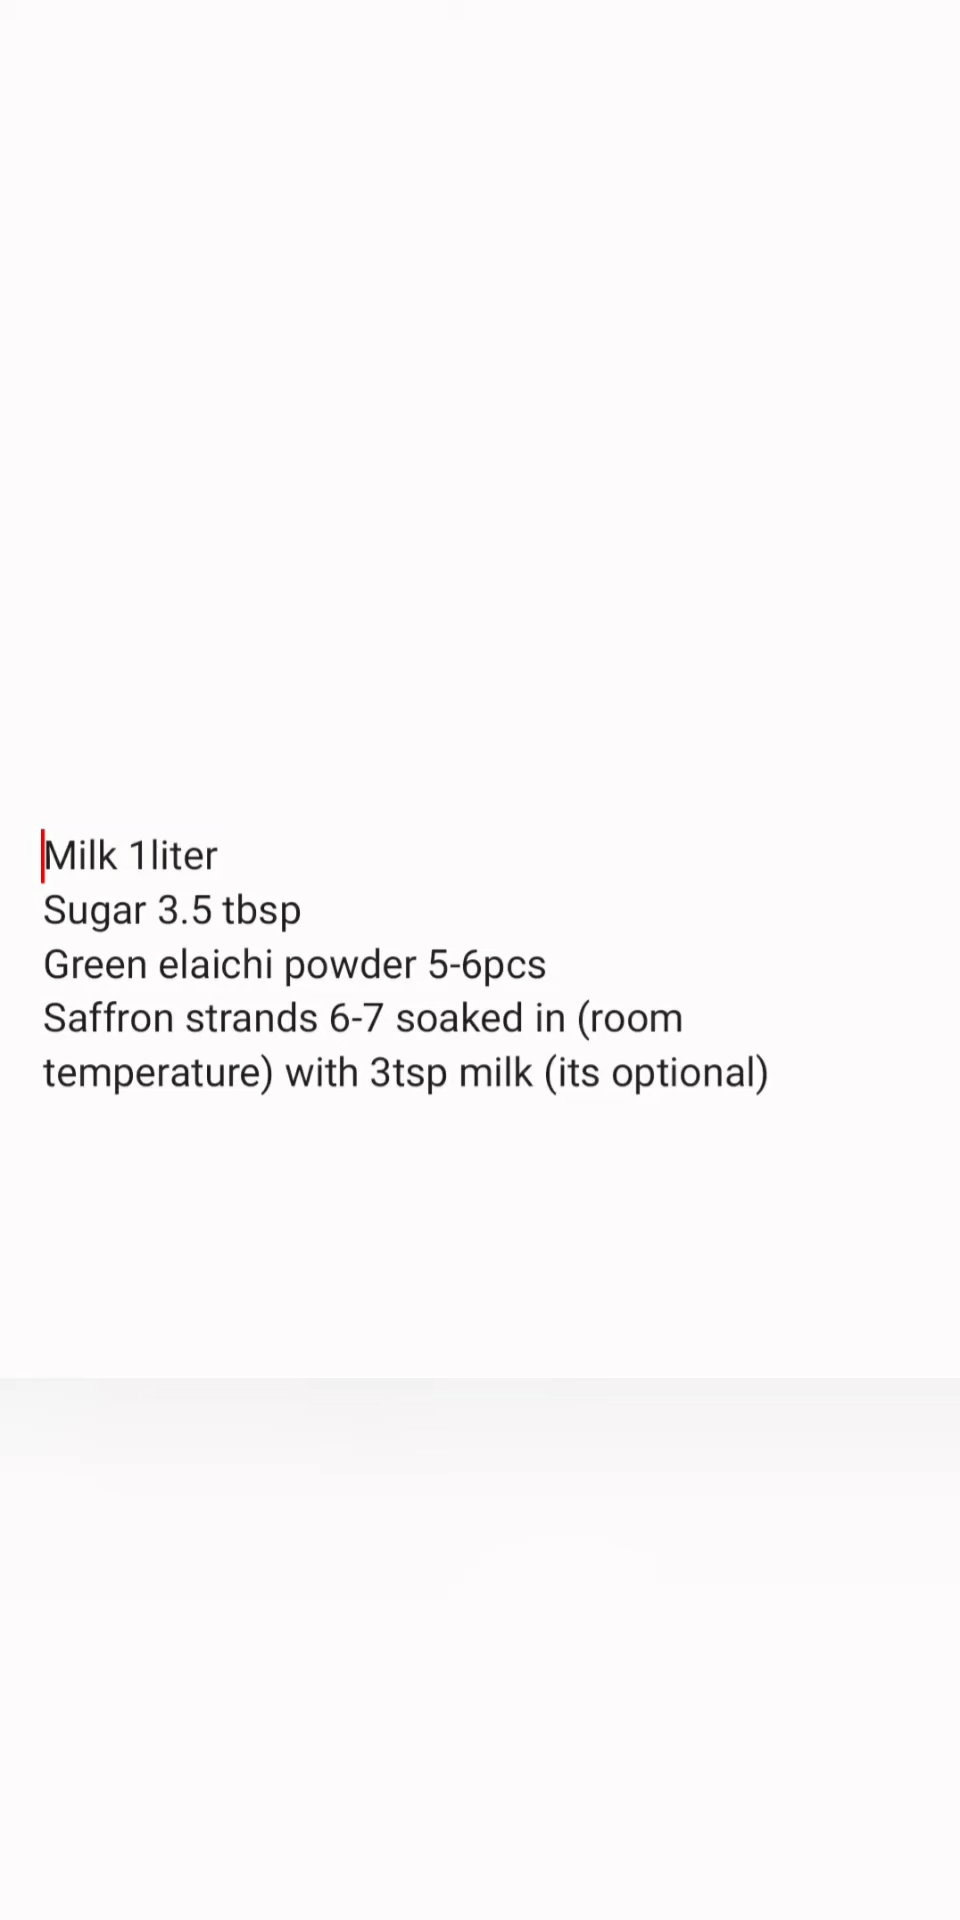 Milk 1liter
Sugar 3.5 tbsp
Green elaichi powder 5-6pcs
Saffron strands 6-7 soaked in (room
temperature) with 3tsp milk (its optional)